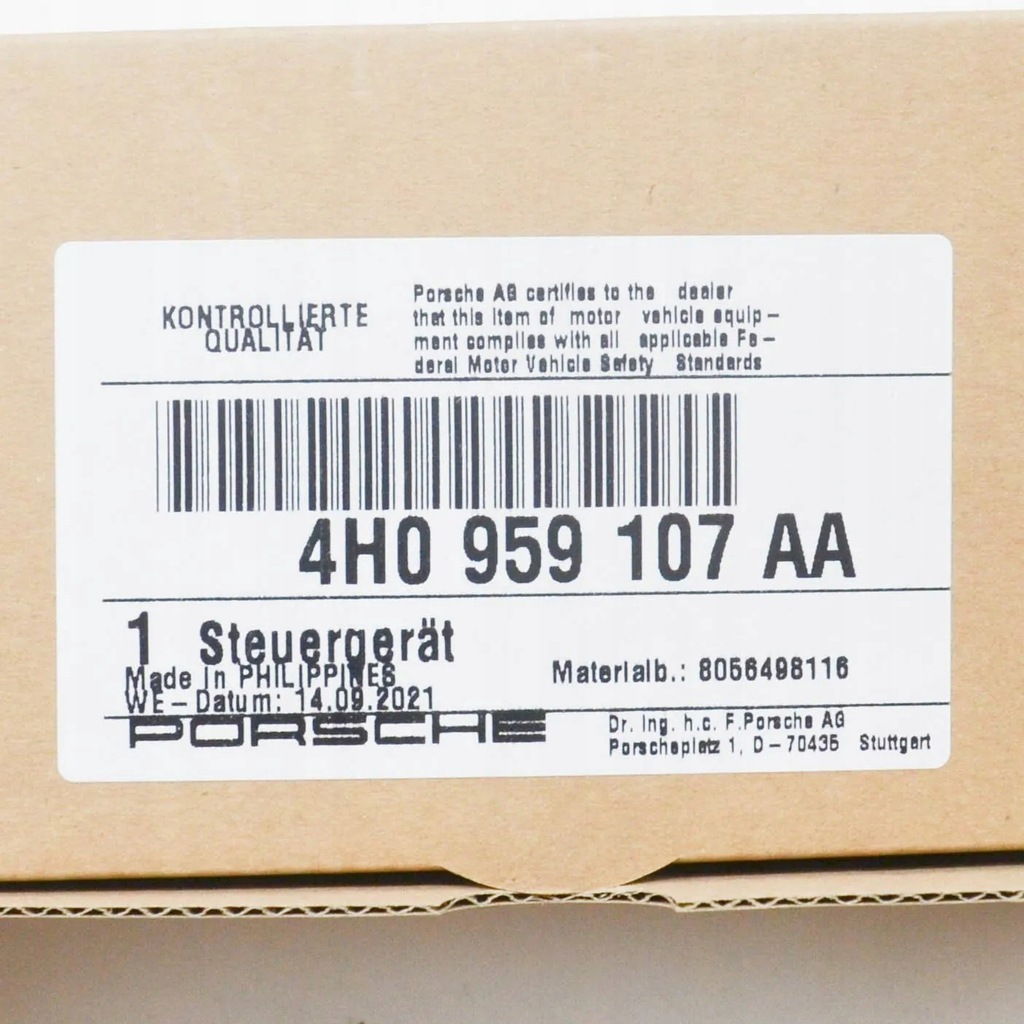 KONTROLLIERTE
QUALITÄT
Porsche AG certifies to the dealer
that this item of motor vehicle equip-
ment complies with all applicable Fe-
deral Motor Vehicle Safety Standards
4H0 959 107 AA
1 Steuergerät
Made in PHILIPPINES
WE-Datum: 14.09.2021
Materialb.: 8056498116
PORSCHE
Dr. Ing. h.c. F.Porsche AG
Porscheplatz 1, D-70435 Stuttgart